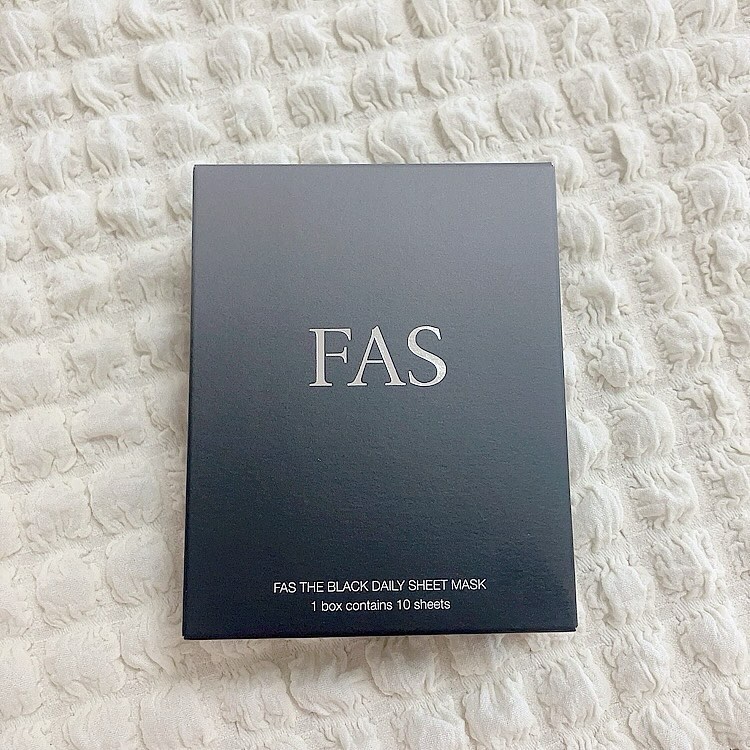 FAS
FAS THE BLACK DAILY SHEET MASK
1 box contains 10 sheets